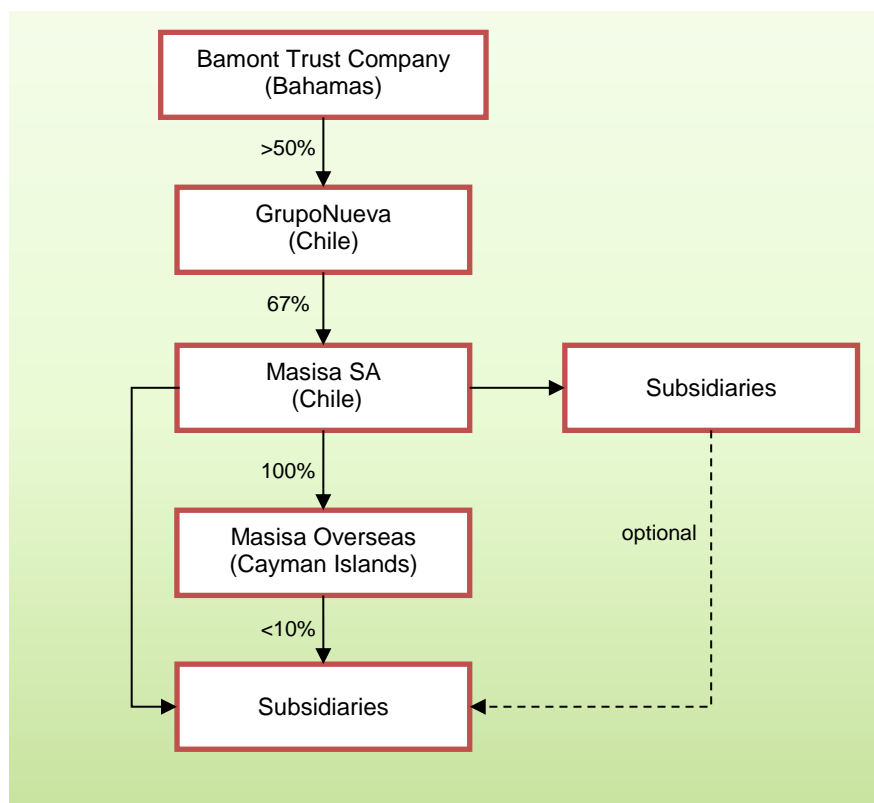 Bamont Trust Company
(Bahamas)
>50%
GrupoNueva
(Chile)
67%
Masisa SA
(Chile)
Subsidiaries
100%
Masisa Overseas
(Cayman Islands)
optional
<10%
Subsidiaries